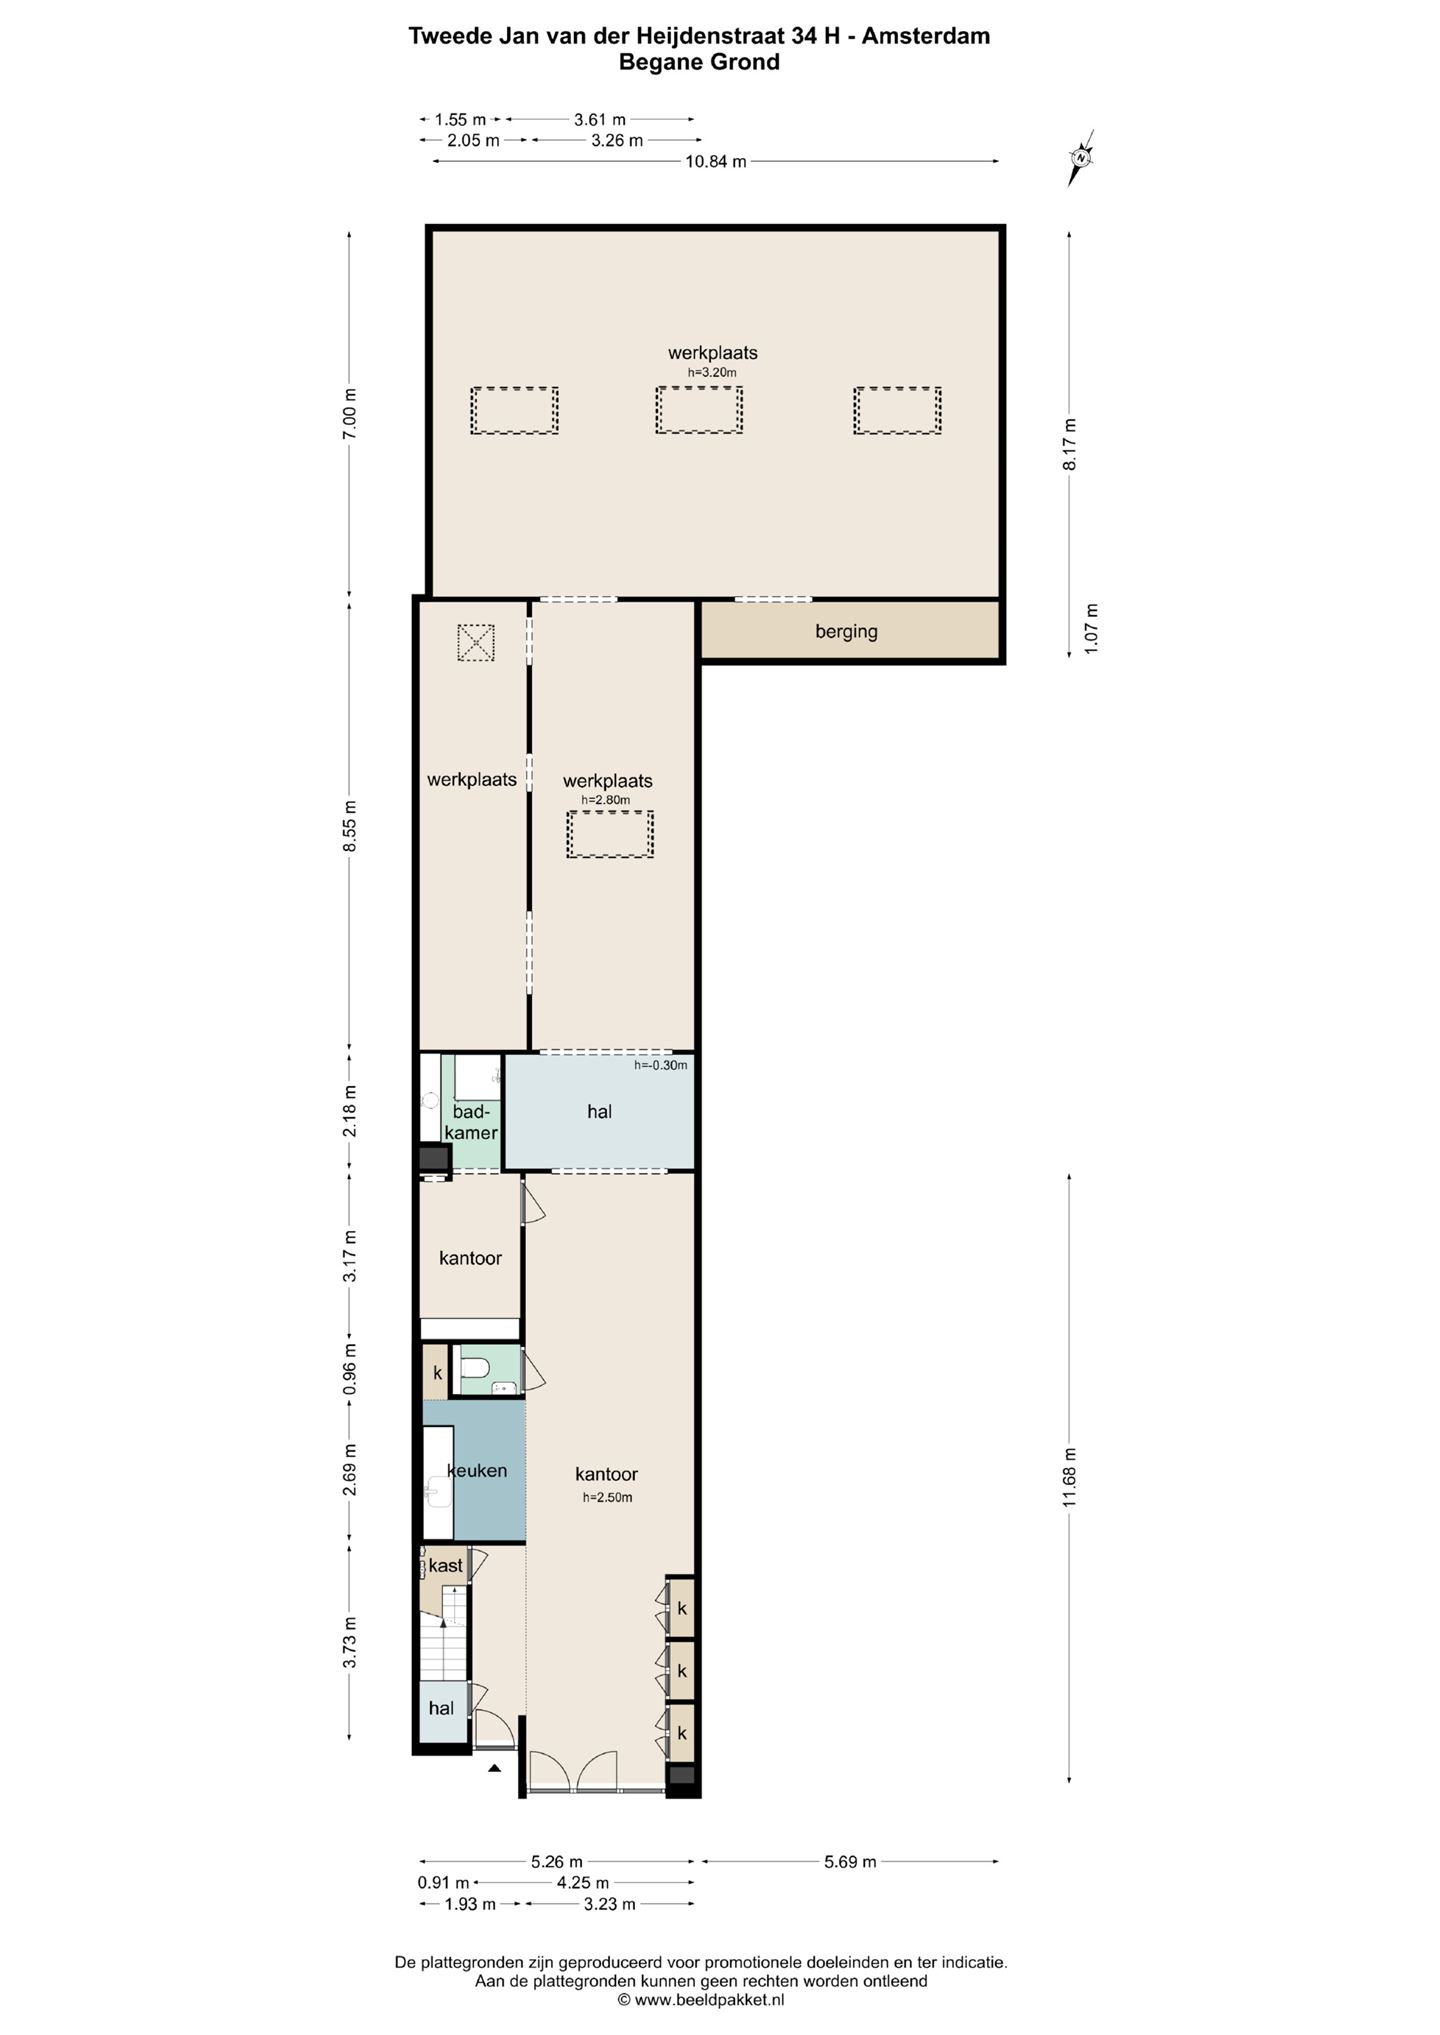 Tweede Jan van der Heijdenstraat 34 H - Amsterdam
Begane Grond
1.55 m
3.61 m
2.05 m
3.26 m
10.84 m
N
7.00 m
8.17 m
werkplaats
h=3.20m
berging
1.07 m
werkplaats
werkplaats
h=2.80m
8.55 m
h=-0.30m
hal
bad-
kamer
2.18 m
kantoor
3.17 m
k
0.96 m
keuken
2.69 m
kantoor
h=2.50m
11.68 m
kast
3.73 m
k
k
k
hal
5.26 m
5.69 m
0.91 m
4.25 m
1.93 m
3.23 m
De plattegronden zijn geproduceerd voor promotionele doeleinden en ter indicatie.
Aan de plattegronden kunnen geen rechten worden ontleend
© www.beeldpakket.nl